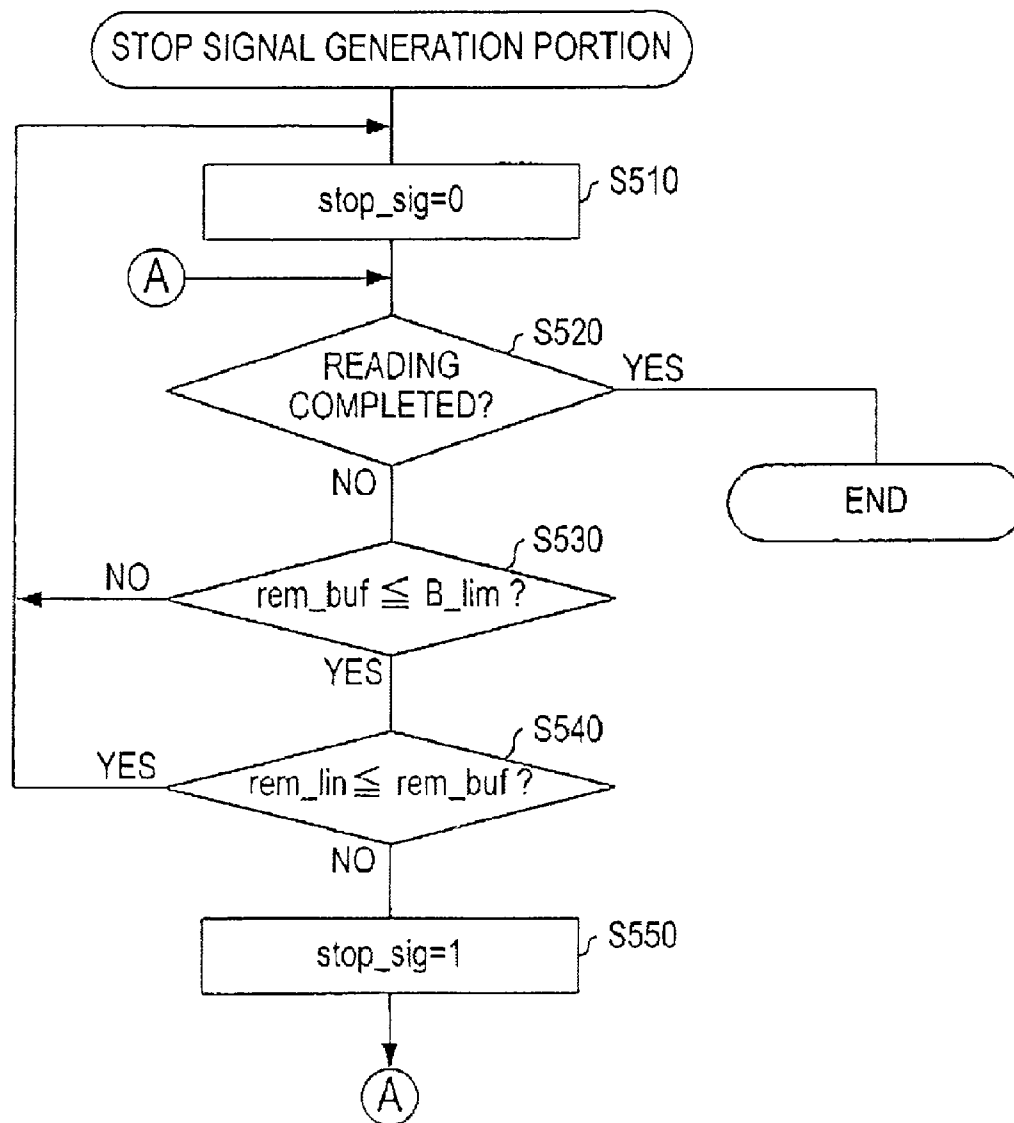 STOP SIGNAL GENERATION PORTION
stop_sig=0
S510
A
S520
READING
COMPLETED?
YES
NO
END
S530
NO
rem_buf ≦ B_lim ?
YES
S540
YES
rem_lin ≦ rem_buf ?
NO
stop_sig=1
S550
A